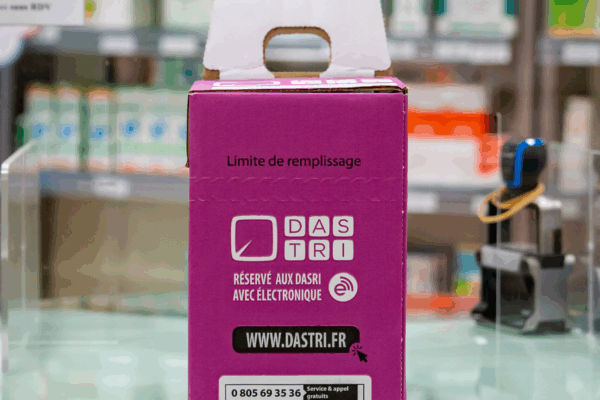 Limite de remplissage
DAS
TRI
RÉSERVÉ AUX DASRI
AVEC ÉLECTRONIQUE
e
WWW.DASTRI.FR
0 805 69 35 36 Service & appel
gratuits